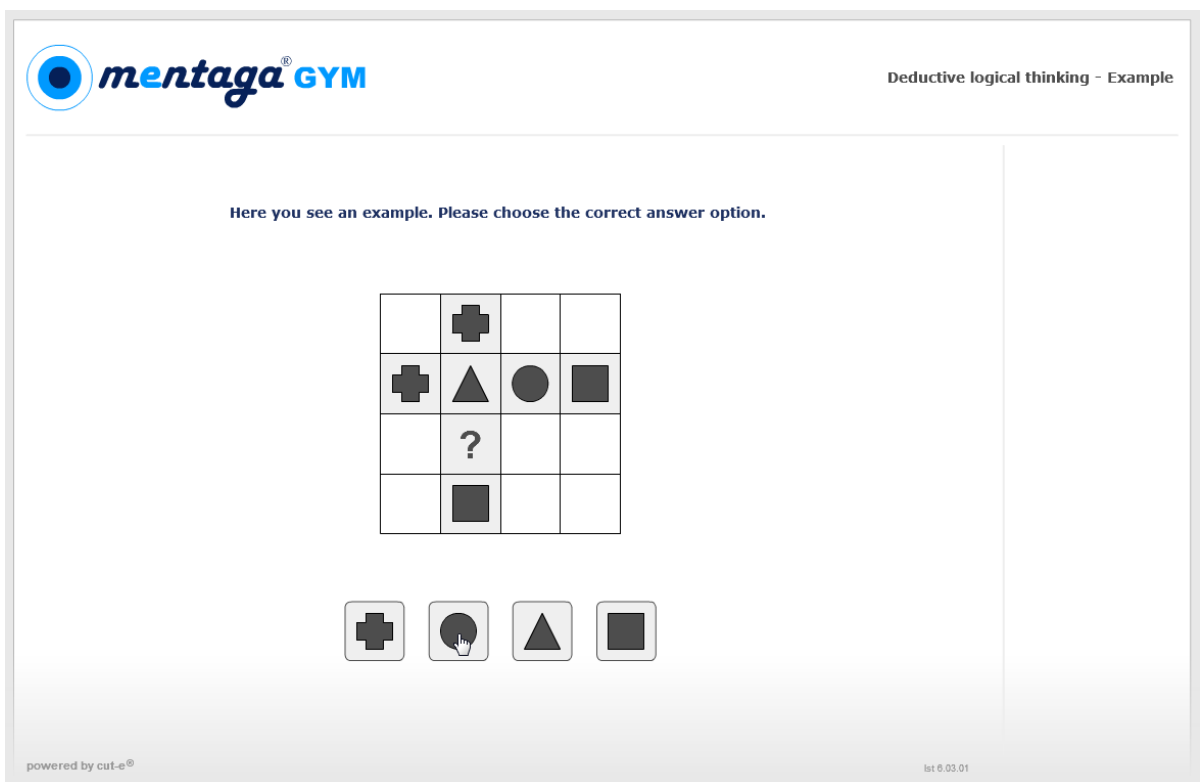 mentaga® GYM
Deductive logical thinking - Example
Here you see an example. Please choose the correct answer option.
?
powered by cut-e®
lst 6.03.01